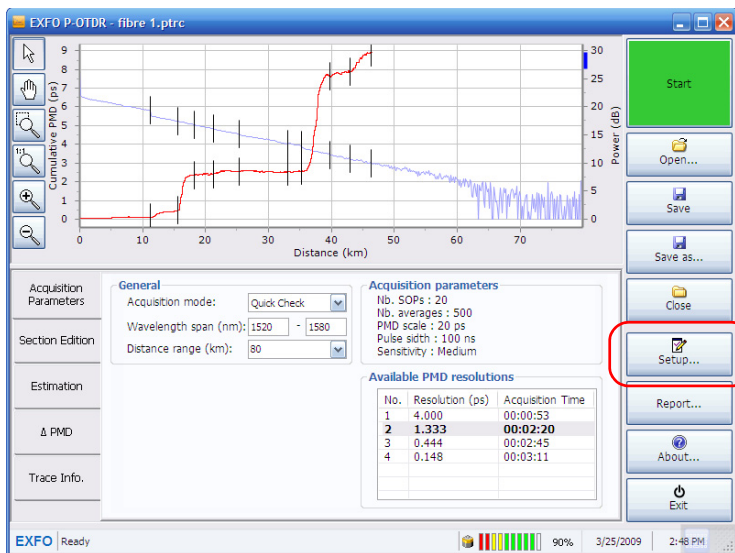 EXFO P-OTDR - fibre 1.ptrc
9
8
7
6
5
4
3
2
1
0
Cumulative PMD (ps)
30
25
20
15
10
5
0
Power (dB)
0 10 20 30 40 50 60 70
Distance (km)
1:1
Start
Open...
Save
Save as...
Close
Setup...
Report...
About...
Exit
Acquisition
Parameters
Section Edition
Estimation
Δ PMD
Trace Info.
General
Acquisition mode: Quick Check
Wavelength span (nm): 1520 - 1580
Distance range (km): 80
Acquisition parameters
Nb. SOPs : 20
Nb. averages : 500
PMD scale : 20 ps
Pulse sidth : 100 ns
Sensitivity : Medium
Available PMD resolutions
No. Resolution (ps) Acquisition Time
1 4.000 00:00:53
2 1.333 00:02:20
3 0.444 00:02:45
4 0.148 00:03:11
EXFO Ready 90% 3/25/2009 2:48 PM